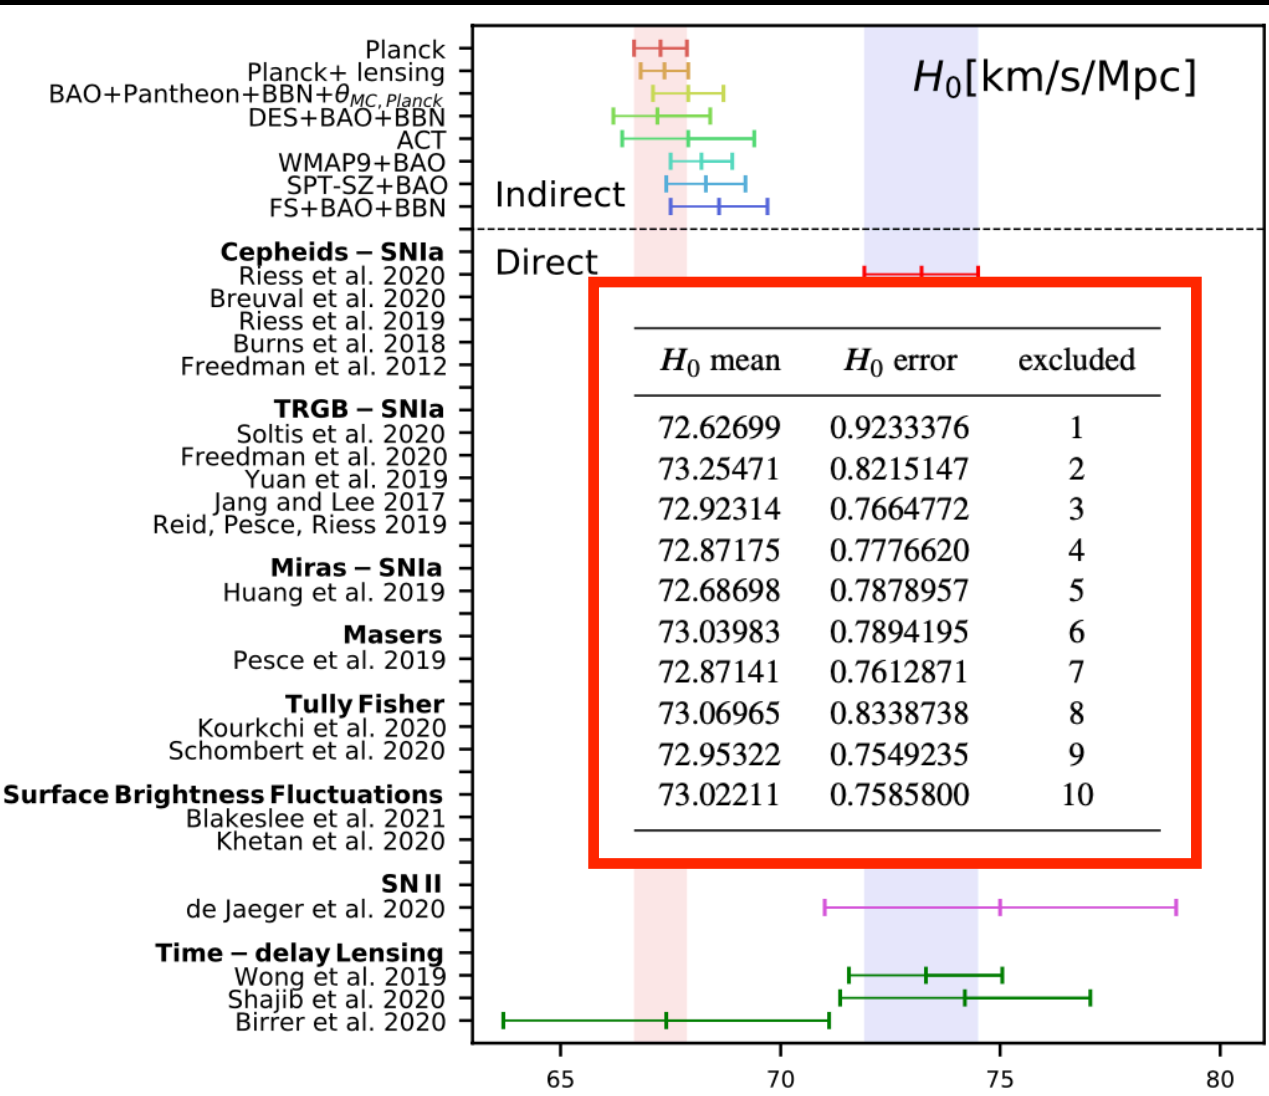 Planck
H₀[km/s/Mpc]
Planck+ lensing
BAO+Pantheon+BBN+θMC, Planck
DES+BAO+BBN
ACT
WMAP9+BAO
SPT-SZ+BAO
Indirect
FS+BAO+BBN
Cepheids – SNIa
Direct
Riess et al. 2020
Breuval et al. 2020
Riess et al. 2019
Burns et al. 2018
Freedman et al. 2012
TRGB – SNIa
Soltis et al. 2020
Freedman et al. 2020
Yuan et al. 2019
Jang and Lee 2017
Reid, Pesce, Riess 2019
Miras – SNIa
Huang et al. 2019
Masers
Pesce et al. 2019
Tully Fisher
Kourkchi et al. 2020
Schombert et al. 2020
Surface Brightness Fluctuations
Blakeslee et al. 2021
Khetan et al. 2020
SN II
de Jaeger et al. 2020
Time – delay Lensing
Wong et al. 2019
Shajib et al. 2020
Birrer et al. 2020
H₀ mean H₀ error excluded
72.62699 0.9233376 1
73.25471 0.8215147 2
72.92314 0.7664772 3
72.87175 0.7776620 4
72.68698 0.7878957 5
73.03983 0.7894195 6
72.87141 0.7612871 7
73.06965 0.8338738 8
72.95322 0.7549235 9
73.02211 0.7585800 10
65 70 75 80